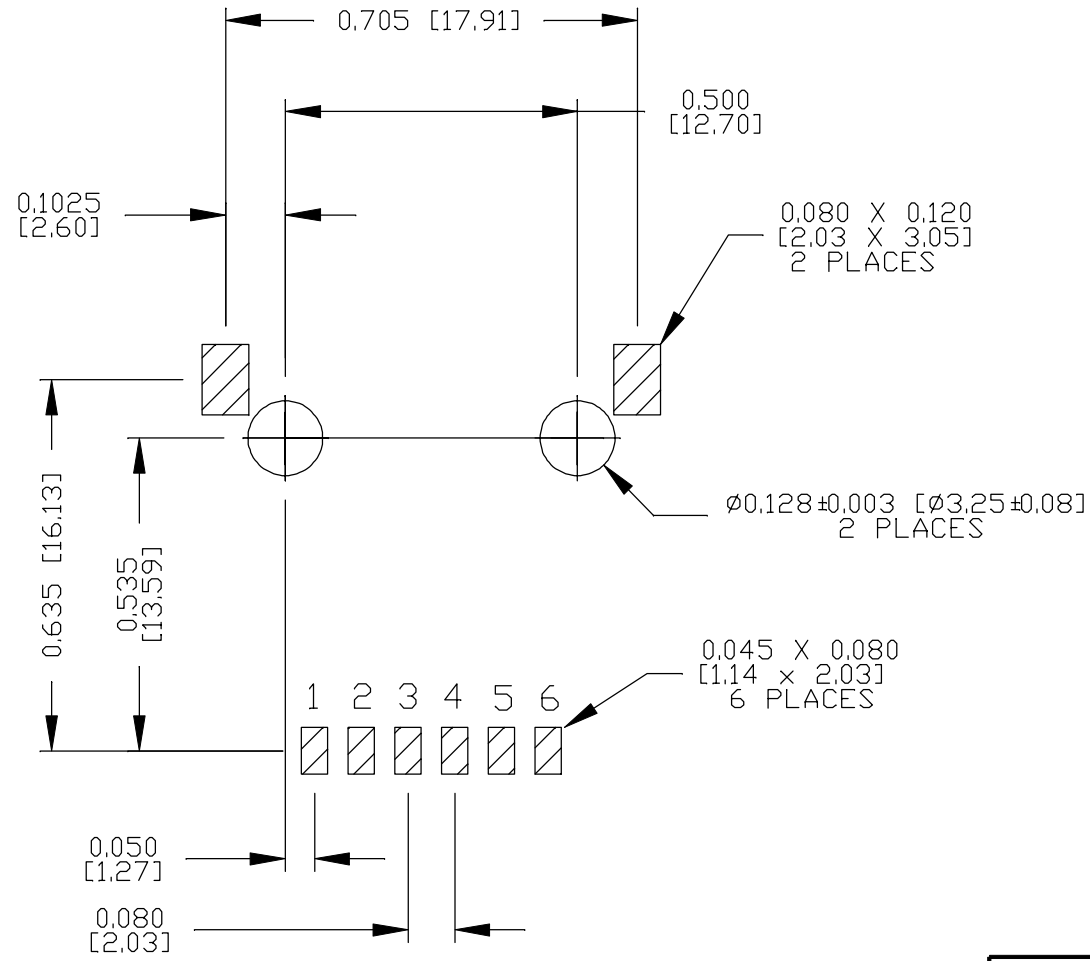 0.705 [17.91]
0.500
[12.70]
0.1025
[2.60]
0.080 X 0.120
[2.03 X 3.05]
2 PLACES
0.635 [16.13]
0.535
[13.59]
Ø0.128±0.003 [Ø3.25±0.08]
2 PLACES
0.045 X 0.080
[1.14 x 2.03]
6 PLACES
1 2 3 4 5 6
0.050
[1.27]
0.080
[2.03]